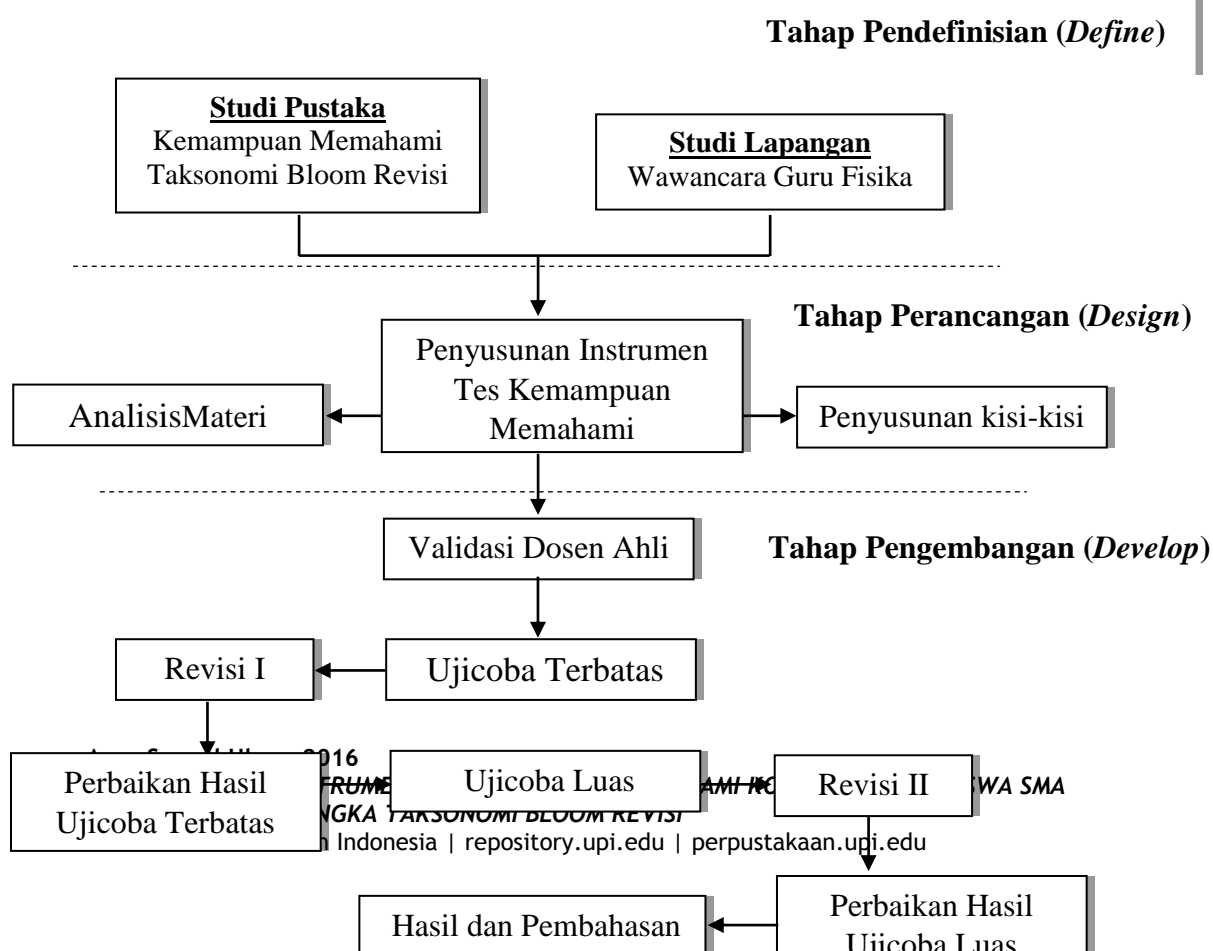 Tahap Pendefinisian (Define)
Studi Pustaka
Kemampuan Memahami
Taksonomi Bloom Revisi
Studi Lapangan
Wawancara Guru Fisika
Tahap Perancangan (Design)
Penyusunan Instrumen
Tes Kemampuan
Memahami
AnalisisMateri
Penyusunan kisi-kisi
Validasi Dosen Ahli
Tahap Pengembangan (Develop)
Revisi I
Ujicoba Terbatas
2016
Perbaikan Hasil
Ujicoba Terbatas
Ujicoba Luas
Revisi II
SMA
TAKSONOMI BLOOM REVISI
Indonesia | repository.upi.edu | perpustakaan.upi.edu
Hasil dan Pembahasan
Perbaikan Hasil
Ujicoba Luas